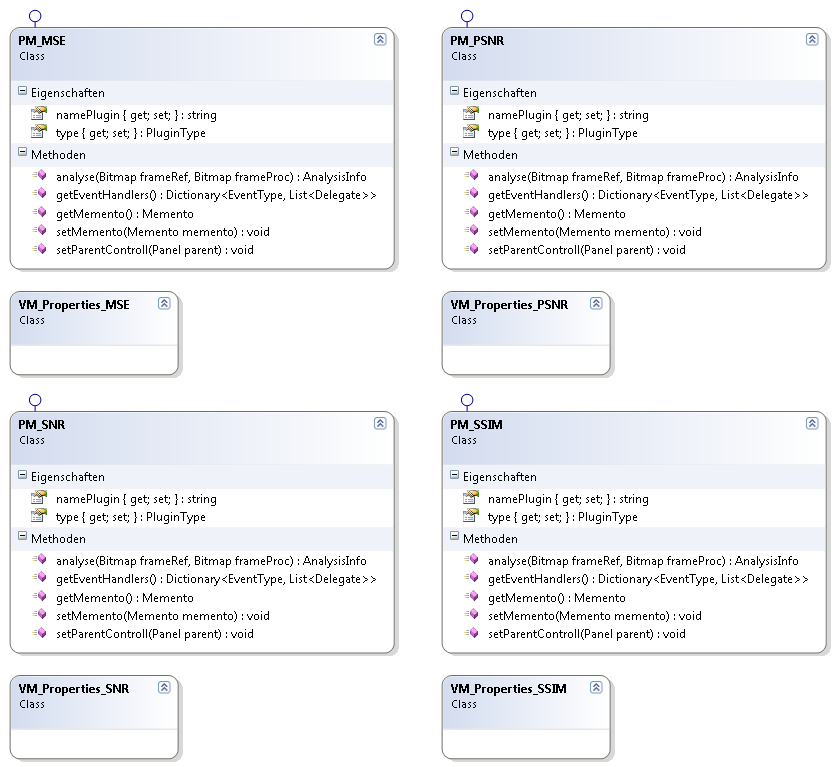 PM_MSE
Class
Eigenschaften
namePlugin { get; set; } : string
type { get; set; } : PluginType
Methoden
analyse(Bitmap frameRef, Bitmap frameProc) : AnalysisInfo
getEventHandlers() : Dictionary<EventType, List<Delegate>>
getMemento() : Memento
setMemento(Memento memento) : void
setParentControll(Panel parent) : void
PM_PSNR
Class
Eigenschaften
namePlugin { get; set; } : string
type { get; set; } : PluginType
Methoden
analyse(Bitmap frameRef, Bitmap frameProc) : AnalysisInfo
getEventHandlers() : Dictionary<EventType, List<Delegate>>
getMemento() : Memento
setMemento(Memento memento) : void
setParentControll(Panel parent) : void
VM_Properties_MSE
Class
VM_Properties_PSNR
Class
PM_SNR
Class
Eigenschaften
namePlugin { get; set; } : string
type { get; set; } : PluginType
Methoden
analyse(Bitmap frameRef, Bitmap frameProc) : AnalysisInfo
getEventHandlers() : Dictionary<EventType, List<Delegate>>
getMemento() : Memento
setMemento(Memento memento) : void
setParentControll(Panel parent) : void
PM_SSIM
Class
Eigenschaften
namePlugin { get; set; } : string
type { get; set; } : PluginType
Methoden
analyse(Bitmap frameRef, Bitmap frameProc) : AnalysisInfo
getEventHandlers() : Dictionary<EventType, List<Delegate>>
getMemento() : Memento
setMemento(Memento memento) : void
setParentControll(Panel parent) : void
VM_Properties_SNR
Class
VM_Properties_SSIM
Class